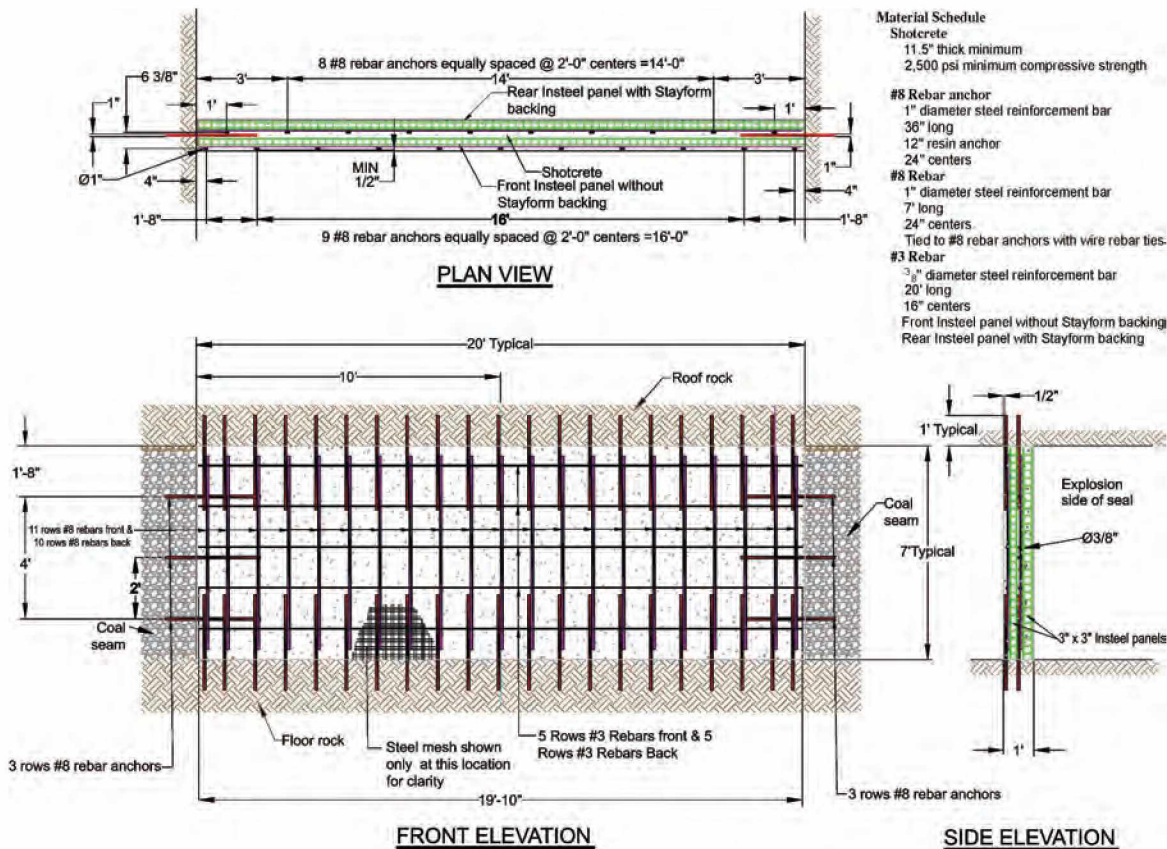 Material Schedule
Shotcrete
11.5" thick minimum
2,500 psi minimum compressive strength
#8 Rebar anchor
1" diameter steel reinforcement bar
36" long
12" resin anchor
24" centers
#8 Rebar
1" diameter steel reinforcement bar
7' long
24" centers
Tied to #8 rebar anchors with wire rebar ties.
#3 Rebar
3/8" diameter steel reinforcement bar
20' long
16" centers
Front Insteel panel without Stayform backing
Rear Insteel panel with Stayform backing
8 #8 rebar anchors equally spaced @ 2'-0" centers =14'-0"
6 3/8"
3'
14'
3'
Rear Insteel panel with Stayform
backing
1"
1'
1'
Ø1"
4"
MIN
1/2"
Shotcrete
Front Insteel panel without
Stayform backing
1"
4"
1'-8"
16'
1'-8"
9 #8 rebar anchors equally spaced @ 2'-0" centers =16'-0"
PLAN VIEW
20' Typical
10'
Roof rock
1'-8"
11 rows #8 rebars front &
10 rows #8 rebars back
4'
2'
Coal
seam
Coal
seam
Floor rock
Steel mesh shown
only at this location
for clarity
5 Rows #3 Rebars front & 5
Rows #3 Rebars Back
3 rows #8 rebar anchors
3 rows #8 rebar anchors
19'-10"
FRONT ELEVATION
1/2"
1' Typical
Explosion
side of seal
7'Typical
Ø3/8"
3" x 3" Insteel panels
1'
SIDE ELEVATION